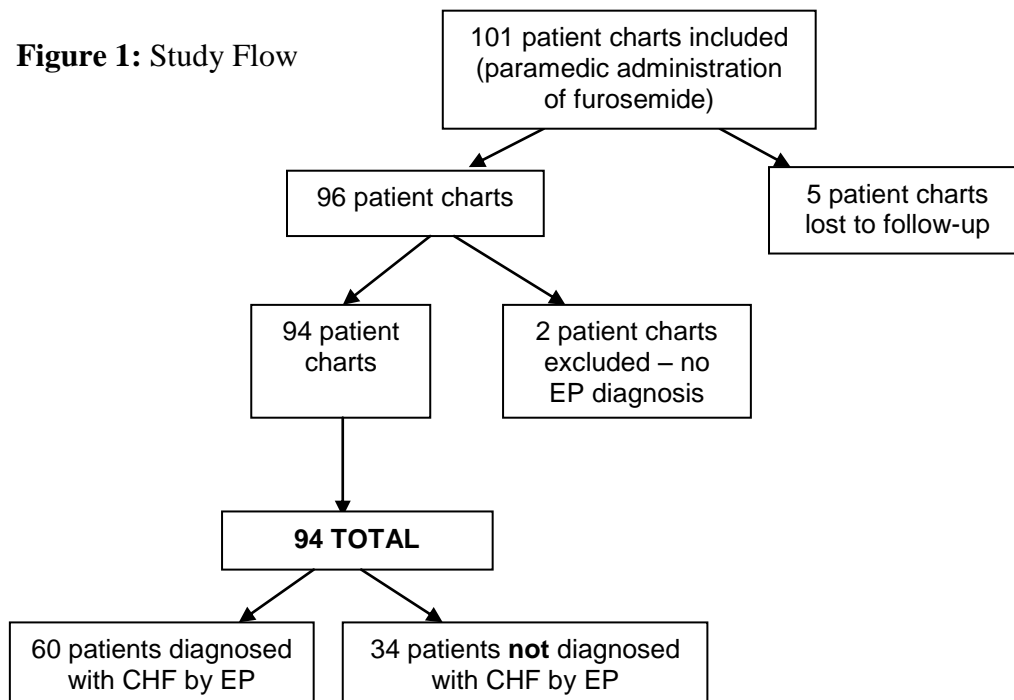 Figure 1: Study Flow
101 patient charts included
(paramedic administration
of furosemide)
96 patient charts
5 patient charts
lost to follow-up
94 patient
charts
2 patient charts
excluded – no
EP diagnosis
94 TOTAL
60 patients diagnosed
with CHF by EP
34 patients not diagnosed
with CHF by EP